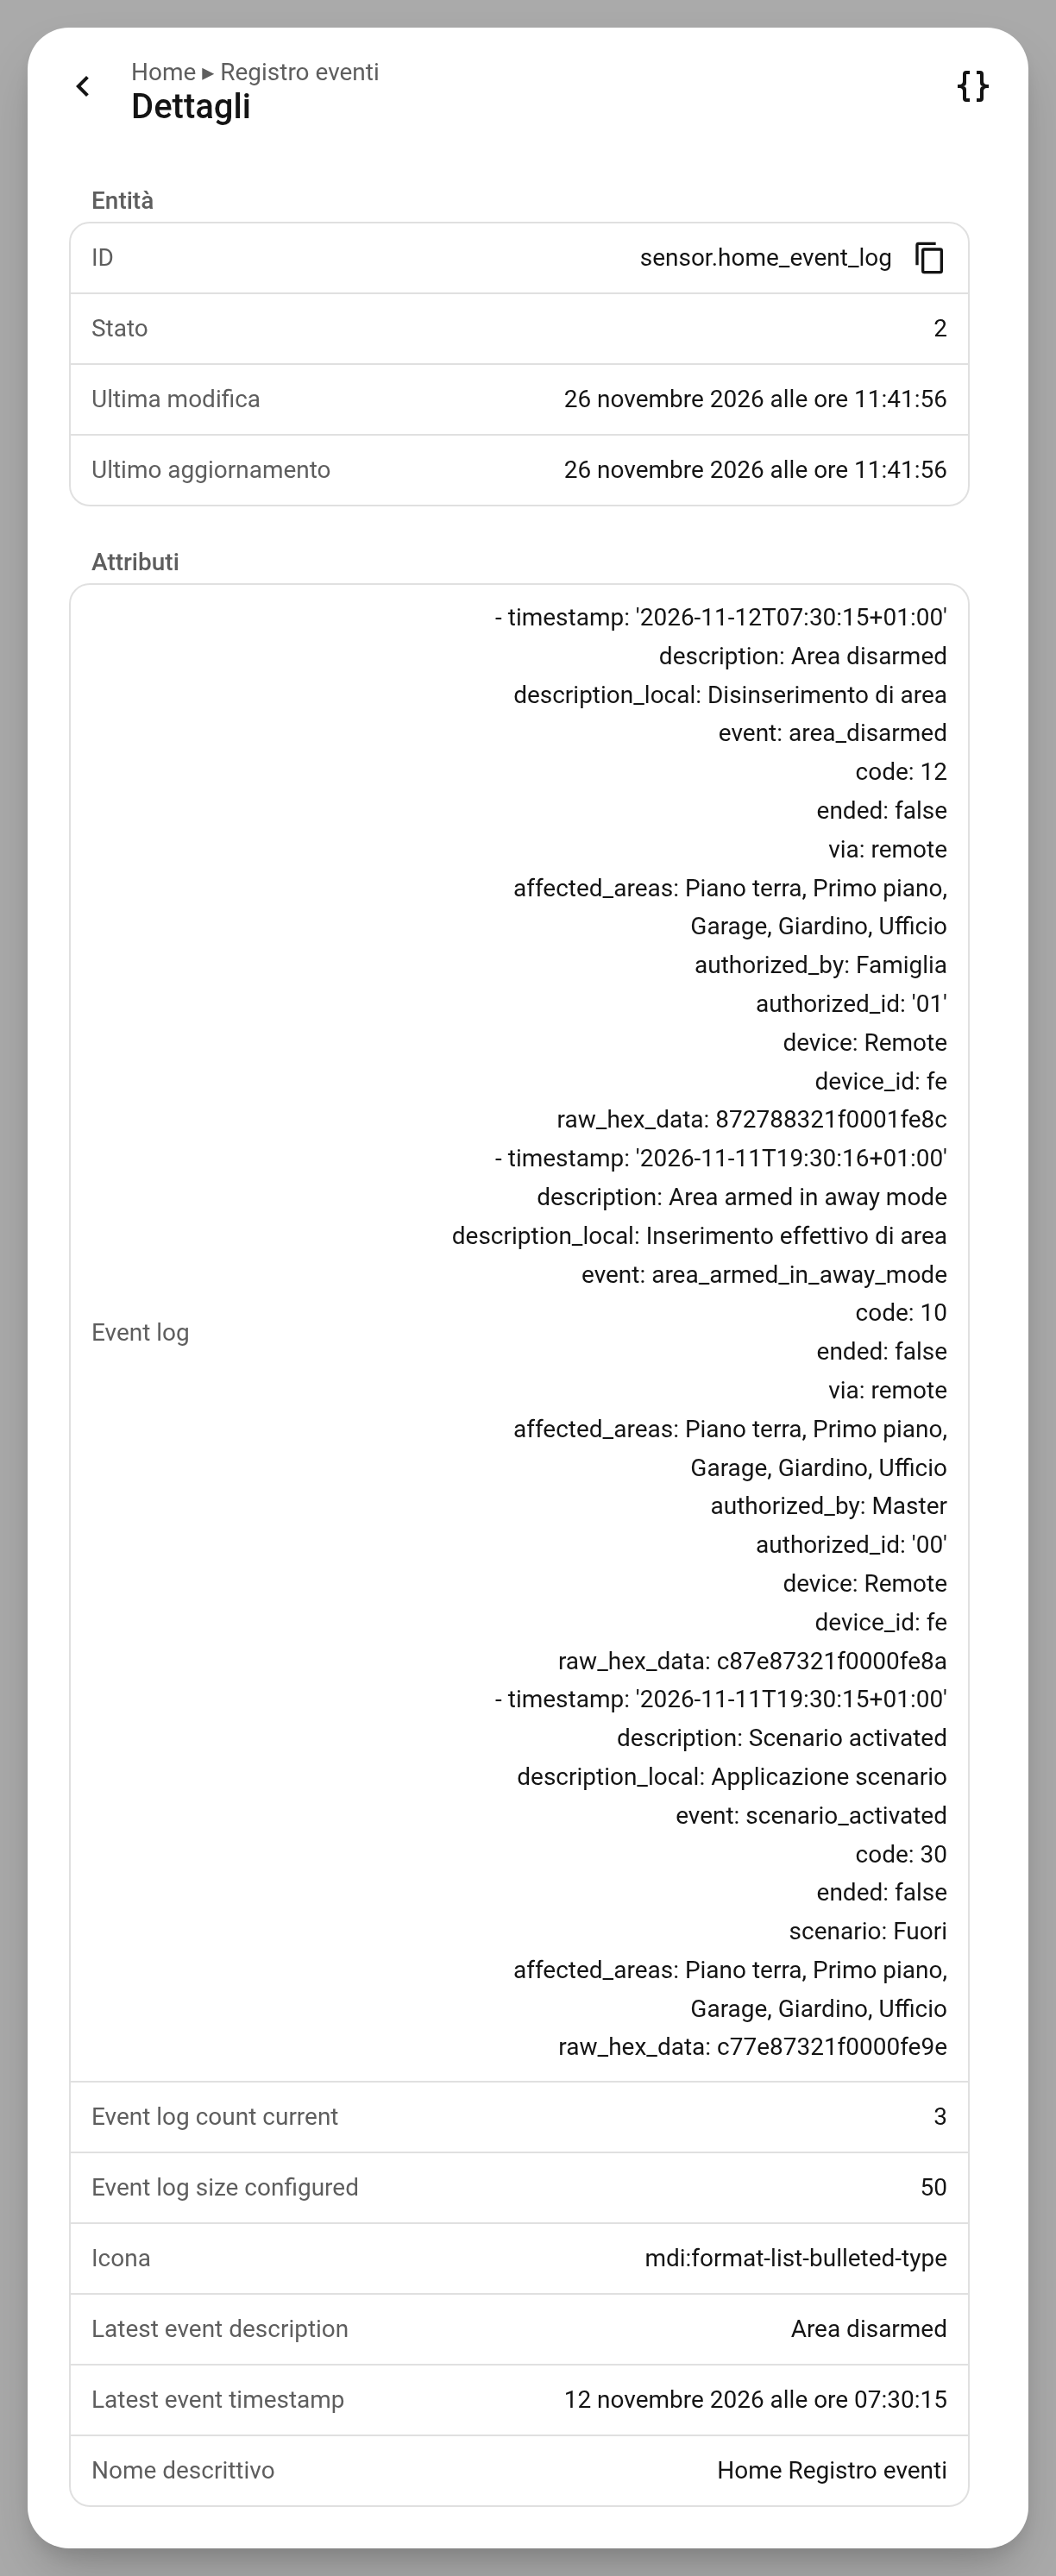 Home ▸ Registro eventi
Dettagli
{}
Entità
ID
sensor.home_event_log
Stato
2
Ultima modifica
26 novembre 2026 alle ore 11:41:56
Ultimo aggiornamento
26 novembre 2026 alle ore 11:41:56
Attributi
Event log
- timestamp: '2026-11-12T07:30:15+01:00'
description: Area disarmed
description_local: Disinserimento di area
event: area_disarmed
code: 12
ended: false
via: remote
affected_areas: Piano terra, Primo piano,
Garage, Giardino, Ufficio
authorized_by: Famiglia
authorized_id: '01'
device: Remote
device_id: fe
raw_hex_data: 872788321f0001fe8c
- timestamp: '2026-11-11T19:30:16+01:00'
description: Area armed in away mode
description_local: Inserimento effettivo di area
event: area_armed_in_away_mode
code: 10
ended: false
via: remote
affected_areas: Piano terra, Primo piano,
Garage, Giardino, Ufficio
authorized_by: Master
authorized_id: '00'
device: Remote
device_id: fe
raw_hex_data: c87e87321f0000fe8a
- timestamp: '2026-11-11T19:30:15+01:00'
description: Scenario activated
description_local: Applicazione scenario
event: scenario_activated
code: 30
ended: false
scenario: Fuori
affected_areas: Piano terra, Primo piano,
Garage, Giardino, Ufficio
raw_hex_data: c77e87321f0000fe9e
Event log count current
3
Event log size configured
50
Icona
mdi:format-list-bulleted-type
Latest event description
Area disarmed
Latest event timestamp
12 novembre 2026 alle ore 07:30:15
Nome descrittivo
Home Registro eventi